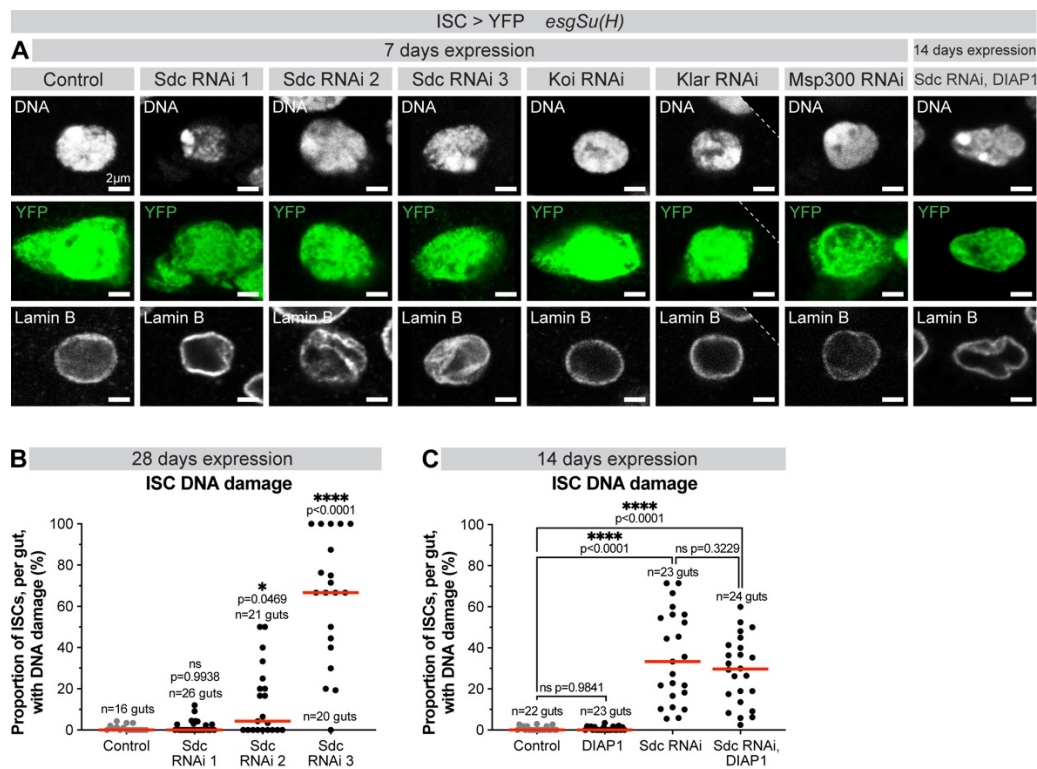 ISC > YFP esgSu(H)
A
7 days expression
14 days expression
Control
Sdc RNAi 1
Sdc RNAi 2
Sdc RNAi 3
Koi RNAi
Klar RNAi
Msp300 RNAi
Sdc RNAi, DIAP1
DNA
DNA
DNA
DNA
DNA
DNA
DNA
DNA
2μm
YFP
YFP
YFP
YFP
YFP
YFP
YFP
YFP
Lamin B
Lamin B
Lamin B
Lamin B
Lamin B
Lamin B
Lamin B
Lamin B
B
28 days expression
ISC DNA damage
Proportion of ISCs, per gut,
with DNA damage (%)
100
80
60
40
20
0
n=16 guts
ns
p=0.9938
n=26 guts
*
p=0.0469
n=21 guts
****
p<0.0001
n=20 guts
Control
Sdc
RNAi 1
Sdc
RNAi 2
Sdc
RNAi 3
C
14 days expression
ISC DNA damage
Proportion of ISCs, per gut,
with DNA damage (%)
100
80
60
40
20
0
****
p<0.0001
****
p<0.0001
ns p=0.3229
n=23 guts
n=24 guts
ns p=0.9841
n=22 guts
n=23 guts
Control
DIAP1
Sdc RNAi
Sdc RNAi,
DIAP1